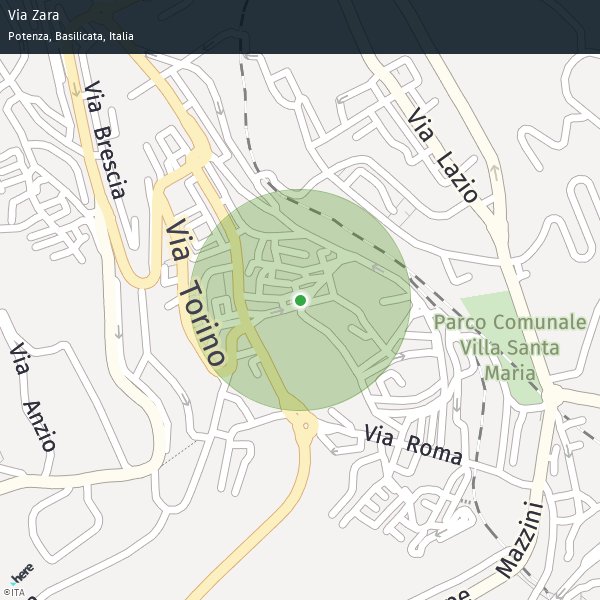 Via Zara
Potenza, Basilicata, Italia
Via Brescia
Via Lazio
Via Torino
Parco Comunale
Villa Santa
Maria
Via Anzio
Via Roma
Mazzini
ne
here
©ITA